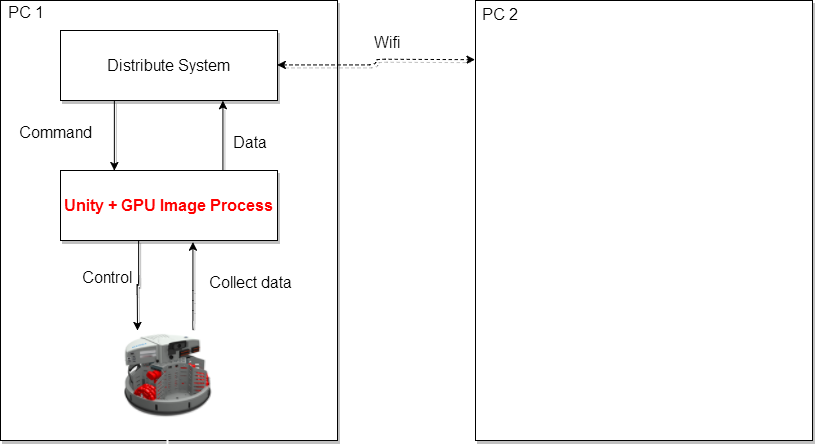 PC 1
PC 2
Wifi
Distribute System
Command
Data
Unity + GPU Image Process
Control
Collect data